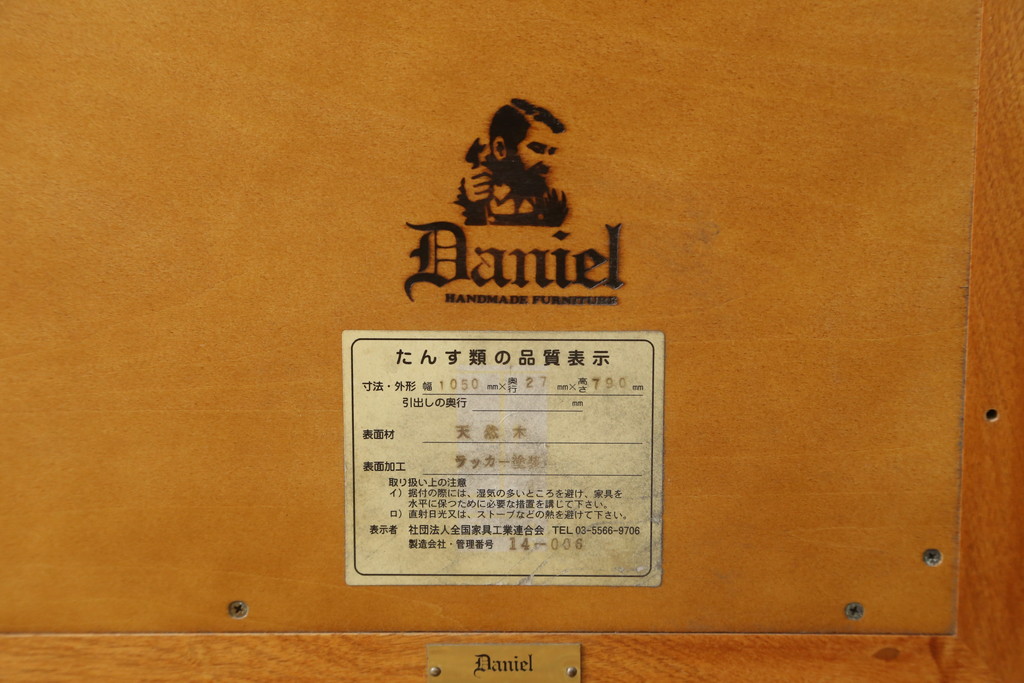 Daniel
HANDMADE FURNITURE
たんす類の品質表示
寸法・外形 幅 1050 mm×奥行 27 mm×高さ 790 mm
引出しの奥行 mm
表面材 天然木
表面加工 ラッカー塗装
取り扱い上の注意
イ）据付の際には、湿気の多いところを避け、家具を
水平に保つために必要な措置を講じて下さい。
ロ）直射日光又は、ストーブなどの熱を避けて下さい。
表示者 社団法人全国家具工業連合会 TEL 03-5566-9706
製造会社・管理番号 14-006
Daniel